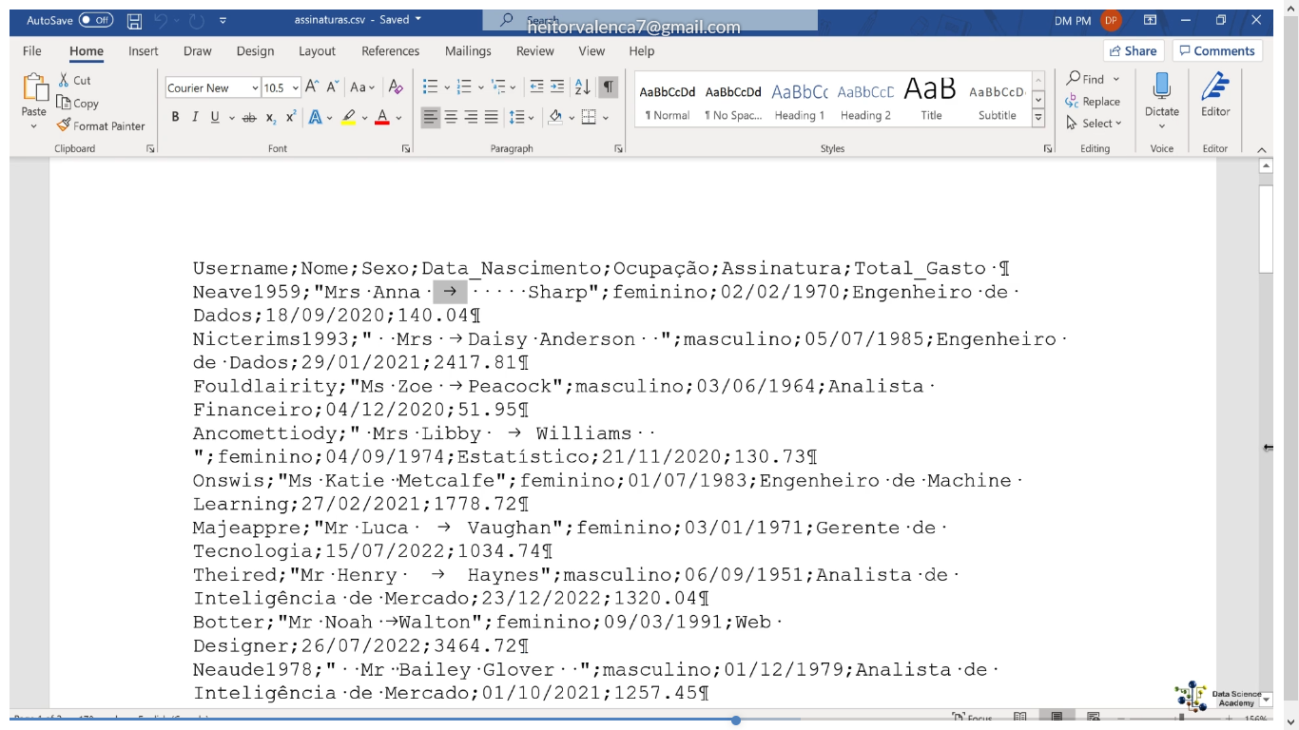 AutoSave Off assinaturas.csv - Saved Search DM PM DP
heitorvalenca7@gmail.com
File Home Insert Draw Design Layout References Mailings Review View Help Share Comments
Paste Cut Copy Format Painter
Courier New 10.5 Aa
B I U ab x₂ x² A A
AaBbCcDd AaBbCcDd AaBbCc AaBbCcD AaB AaBbCcD
¶ Normal ¶ No Spac... Heading 1 Heading 2 Title Subtitle
Find Replace Select Dictate Editor
Clipboard Font Paragraph Styles Editing Voice Editor
Username;Nome;Sexo;Data_Nascimento;Ocupação;Assinatura;Total_Gasto·¶
Neave1959;"Mrs·Anna·→·····Sharp";feminino;02/02/1970;Engenheiro·de·
Dados;18/09/2020;140.04¶
Nicterims1993;"··Mrs·→Daisy·Anderson··";masculino;05/07/1985;Engenheiro·
de·Dados;29/01/2021;2417.81¶
Fouldlairity;"Ms·Zoe·→Peacock";masculino;03/06/1964;Analista·
Financeiro;04/12/2020;51.95¶
Ancomettiody;"·Mrs·Libby·→Williams··
";feminino;04/09/1974;Estatístico;21/11/2020;130.73¶
Onswis;"Ms·Katie·Metcalfe";feminino;01/07/1983;Engenheiro·de·Machine·
Learning;27/02/2021;1778.72¶
Majeappre;"Mr·Luca·→Vaughan";feminino;03/01/1971;Gerente·de·
Tecnologia;15/07/2022;1034.74¶
Theired;"Mr·Henry·→Haynes";masculino;06/09/1951;Analista·de·
Inteligência·de·Mercado;23/12/2022;1320.04¶
Botter;"Mr·Noah·→Walton";feminino;09/03/1991;Web·
Designer;26/07/2022;3464.72¶
Neaude1978;"··Mr··Bailey·Glover··";masculino;01/12/1979;Analista·de·
Inteligência·de·Mercado;01/10/2021;1257.45¶
Data Science
Academy
Focus 156%